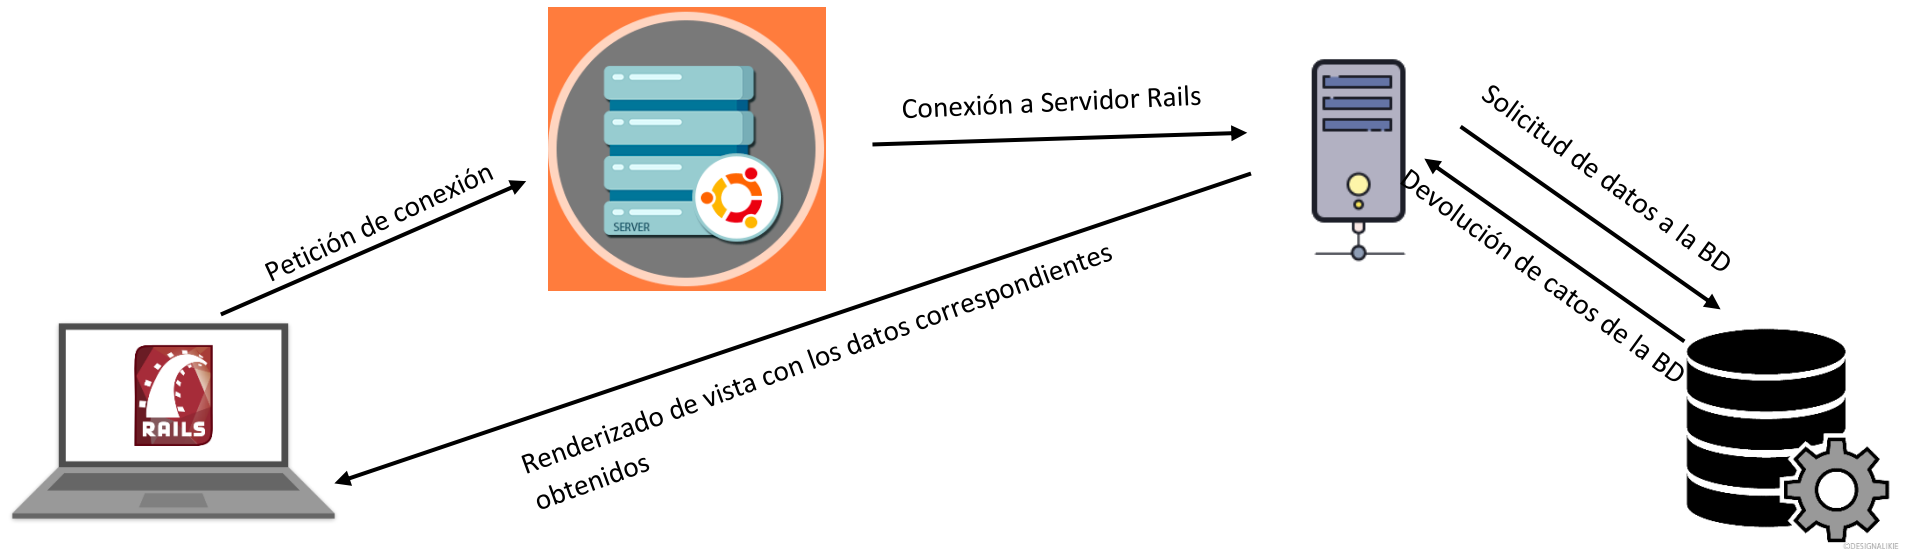 Petición de conexión
SERVER
Conexión a Servidor Rails
Solicitud de datos a la BD
Devolución de catos de la BD
Renderizado de vista con los datos correspondientes
obtenidos
RAILS
©DESIGNALIKIE